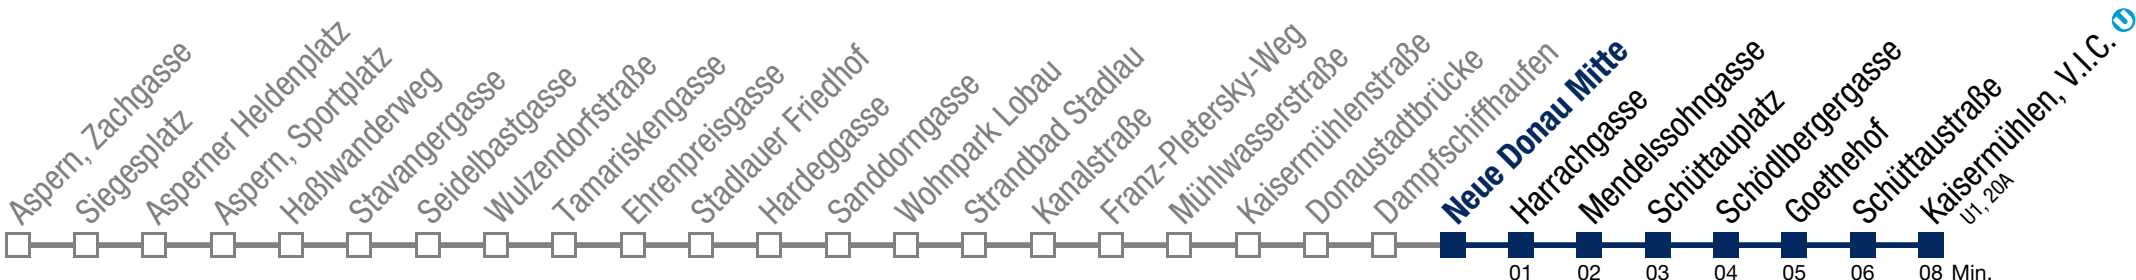 Aspern, Zachgasse
Siegesplatz
Asperner Heldenplatz
Aspern, Sportplatz
Haßlwanderweg
Stavangergasse
Seidelbastgasse
Wulzendorfstraße
Tamariskengasse
Ehrenpreisgasse
Stadlauer Friedhof
Hardeggasse
Sanddorngasse
Wohnpark Lobau
Strandbad Stadlau
Kanalstraße
Franz-Pletersky-Weg
Mühlwasserstraße
Kaisermühlenstraße
Donaustadtbrücke
Dampfschiffhaufen
Neue Donau Mitte
Harrachgasse
Mendelssohngasse
Schüttauplatz
Schödlbergergasse
Goethehof
Schüttaustraße
Kaisermühlen, V.I.C. U
U1, 20A
01 02 03 04 05 06 08 Min.